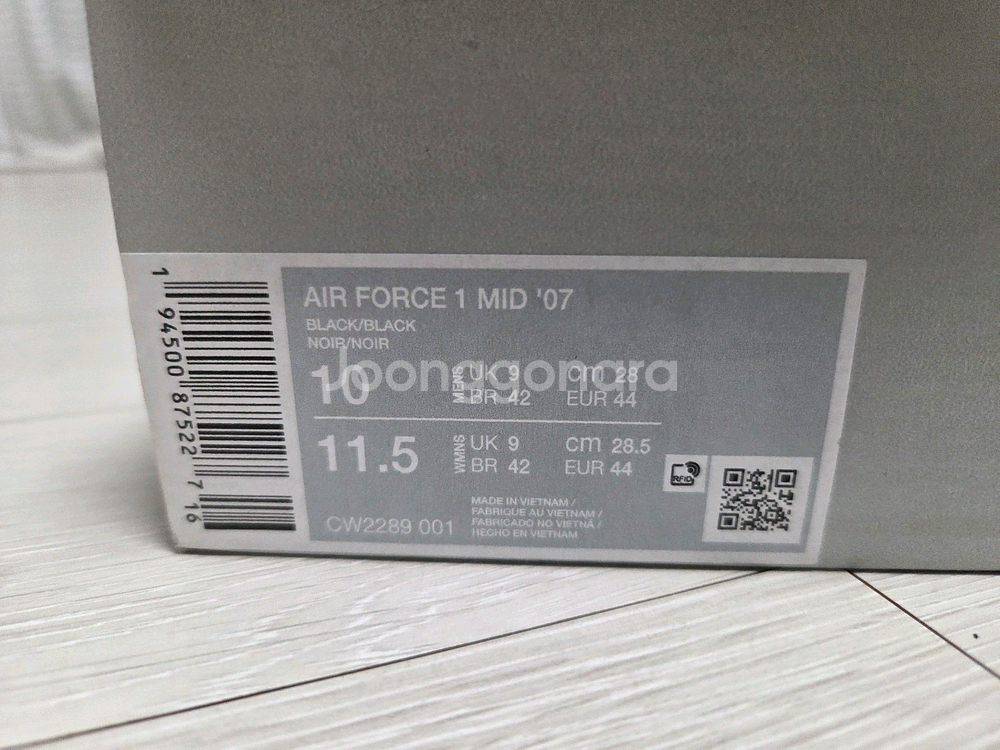 AIR FORCE 1 MID '07
BLACK/BLACK
NOIR/NOIR
Joonggonara
10 MENS UK 9 cm 28
BR 42 EUR 44
11.5 WMNS UK 9 cm 28.5
BR 42 EUR 44
RFID
CW2289 001
MADE IN VIETNAM /
FABRIQUE AU VIETNAM /
FABRICADO NO VIETNÃ /
HECHO EN VIETNAM
1 94500 87522 7 16